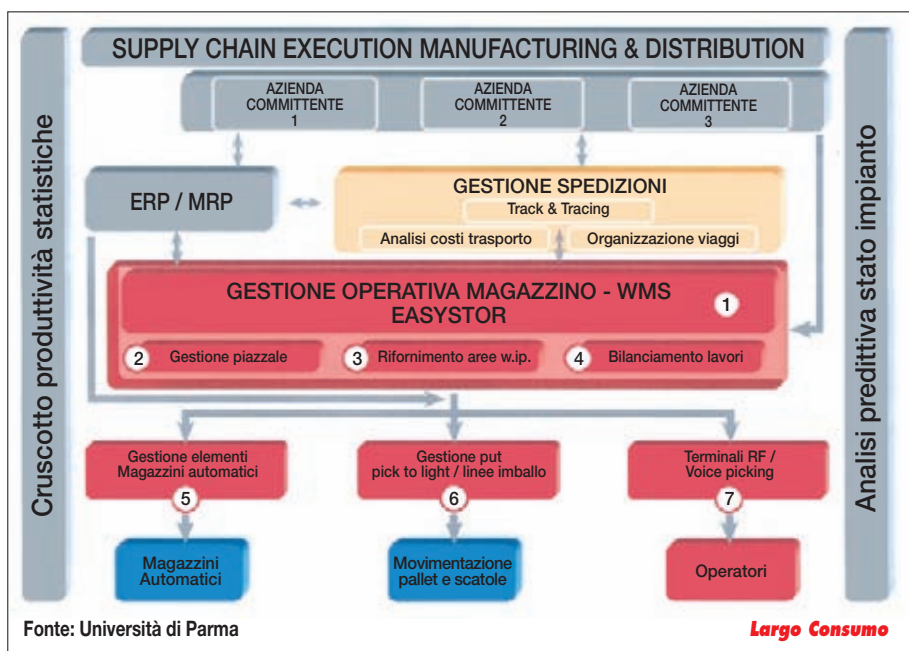 SUPPLY CHAIN EXECUTION MANUFACTURING & DISTRIBUTION
Cruscotto produttività statistiche
Analisi predittiva stato impianto
AZIENDA
COMMITTENTE
1
AZIENDA
COMMITTENTE
2
AZIENDA
COMMITTENTE
3
ERP / MRP
GESTIONE SPEDIZIONI
Track & Tracing
Analisi costi trasporto
Organizzazione viaggi
GESTIONE OPERATIVA MAGAZZINO - WMS
EASYSTOR
1
2 Gestione piazzale
3 Rifornimento aree w.ip.
4 Bilanciamento lavori
Gestione elementi
Magazzini automatici
5
Gestione put
pick to light / linee imballo
6
Terminali RF /
Voice picking
7
Magazzini
Automatici
Movimentazione
pallet e scatole
Operatori
Fonte: Università di Parma
Largo Consumo